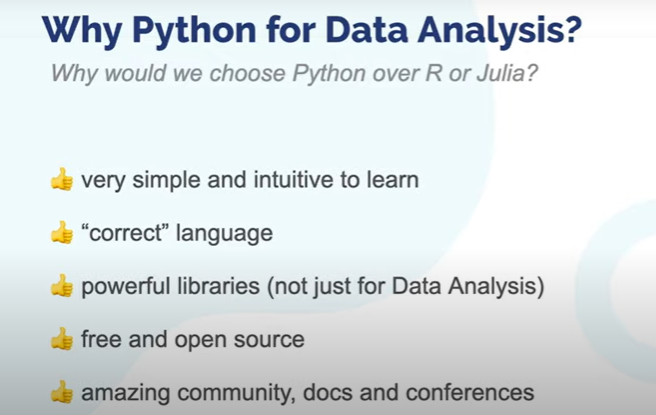 Why Python for Data Analysis?
Why would we choose Python over R or Julia?
👍 very simple and intuitive to learn
👍 “correct” language
👍 powerful libraries (not just for Data Analysis)
👍 free and open source
👍 amazing community, docs and conferences